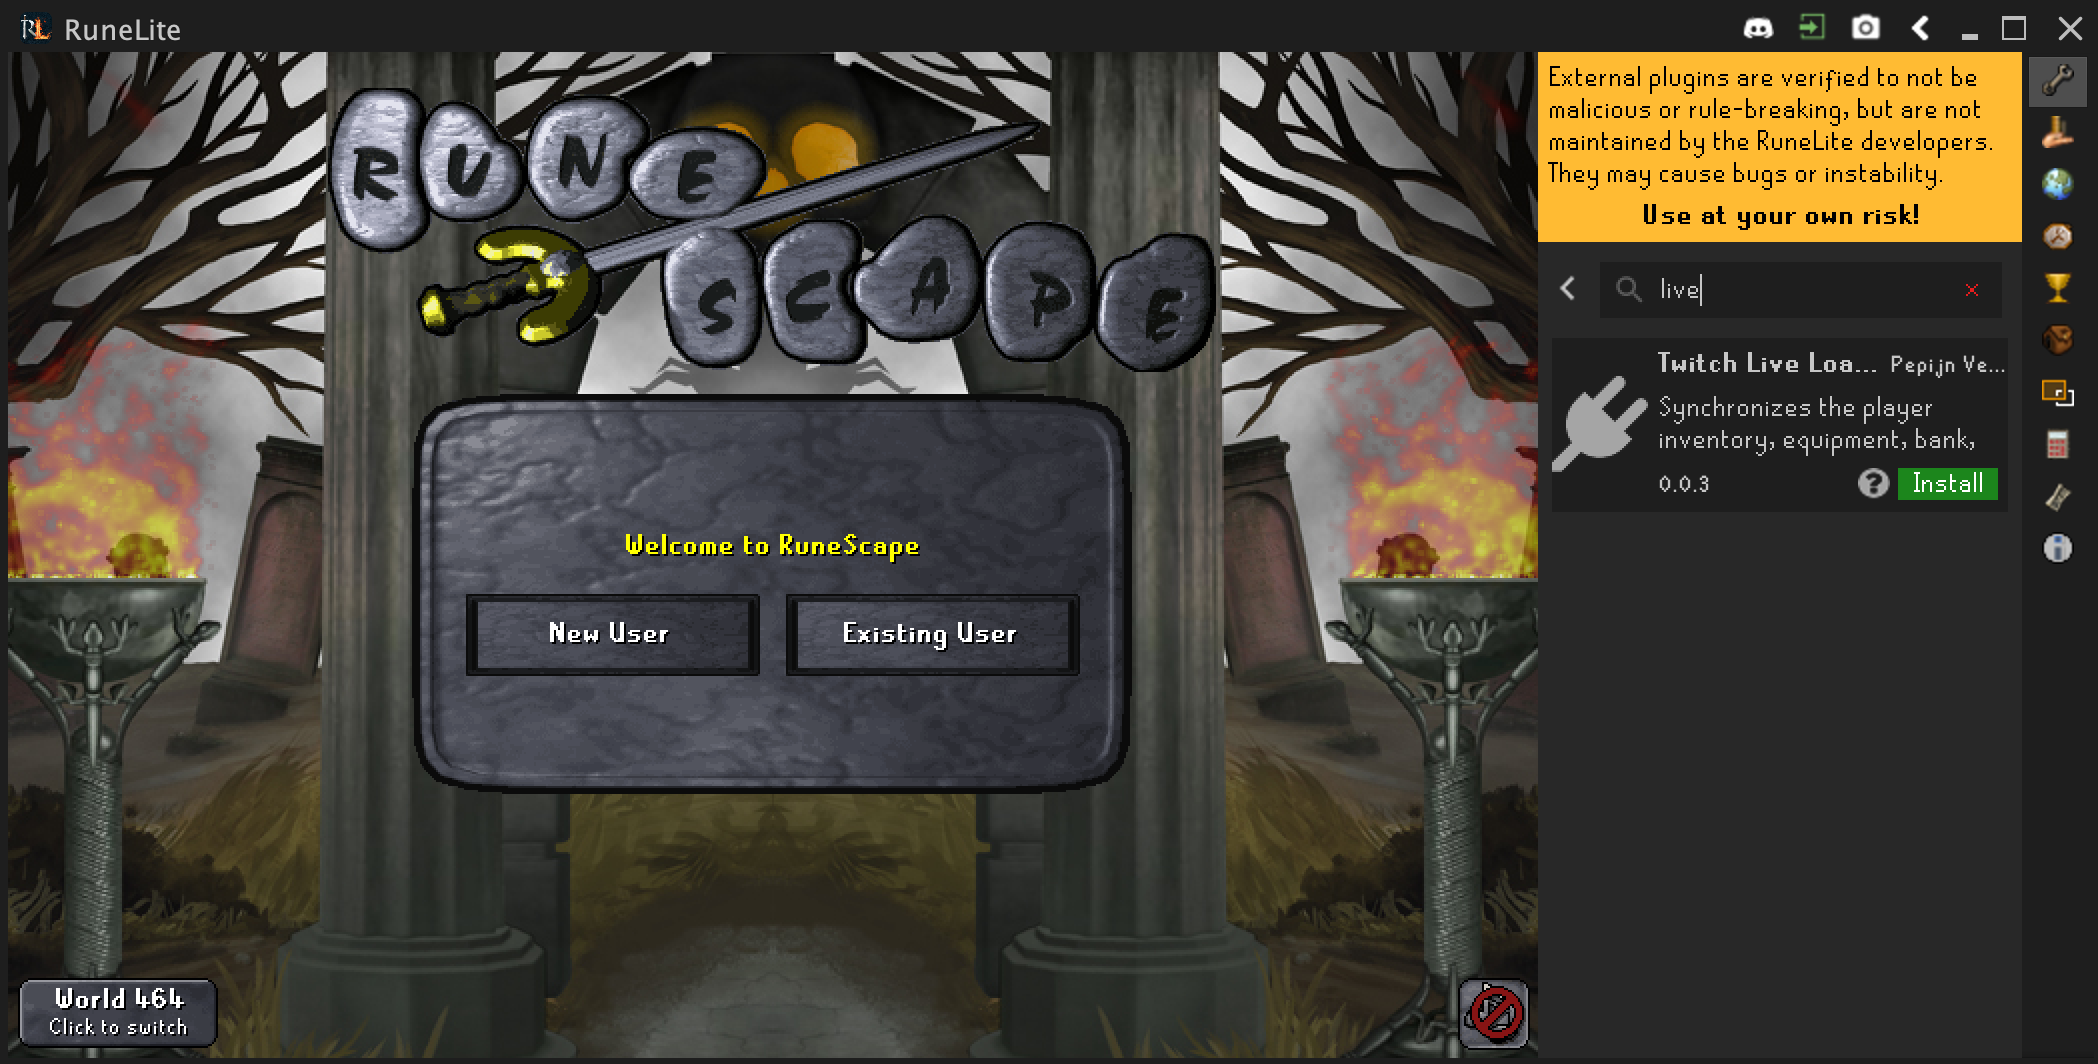 RuneLite
RUNE
SCAPE
Welcome to RuneScape
New User
Existing User
World 464
Click to switch
External plugins are verified to not be
malicious or rule-breaking, but are not
maintained by the RuneLite developers.
They may cause bugs or instability.
Use at your own risk!
live
Twitch Live Loa... Pepijn Ve...
Synchronizes the player
inventory, equipment, bank,
0.0.3
Install